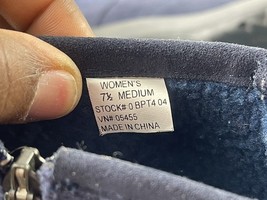 WOMEN'S
7½ MEDIUM
STOCK# 0 BPT4 04
VN#: 05455
MADE IN CHINA